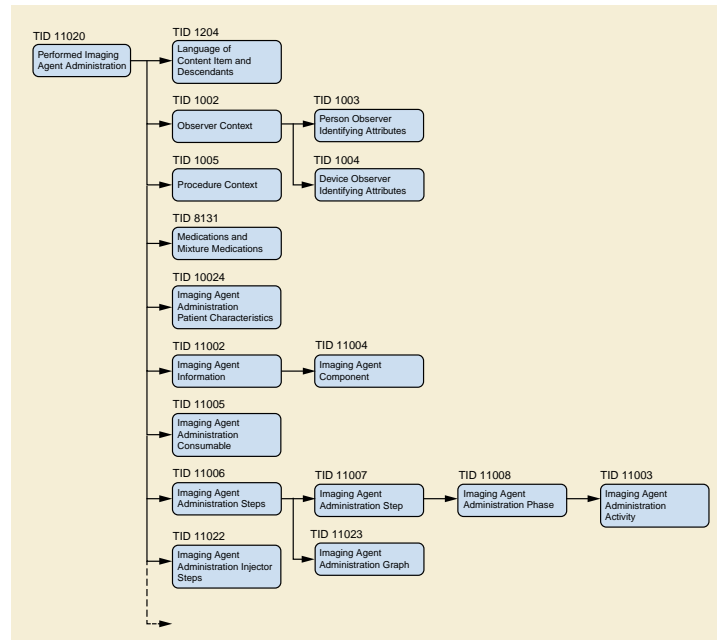 TID 11020
Performed Imaging
Agent Administration
TID 1204
Language of
Content Item and
Descendants
TID 1002
Observer Context
TID 1003
Person Observer
Identifying Attributes
TID 1005
Procedure Context
TID 1004
Device Observer
Identifying Attributes
TID 8131
Medications and
Mixture Medications
TID 10024
Imaging Agent
Administration
Patient Characteristics
TID 11002
Imaging Agent
Information
TID 11004
Imaging Agent
Component
TID 11005
Imaging Agent
Administration
Consumable
TID 11006
Imaging Agent
Administration Steps
TID 11007
Imaging Agent
Administration Step
TID 11008
Imaging Agent
Administration Phase
TID 11003
Imaging Agent
Administration
Activity
TID 11022
Imaging Agent
Administration Injector
Steps
TID 11023
Imaging Agent
Administration Graph